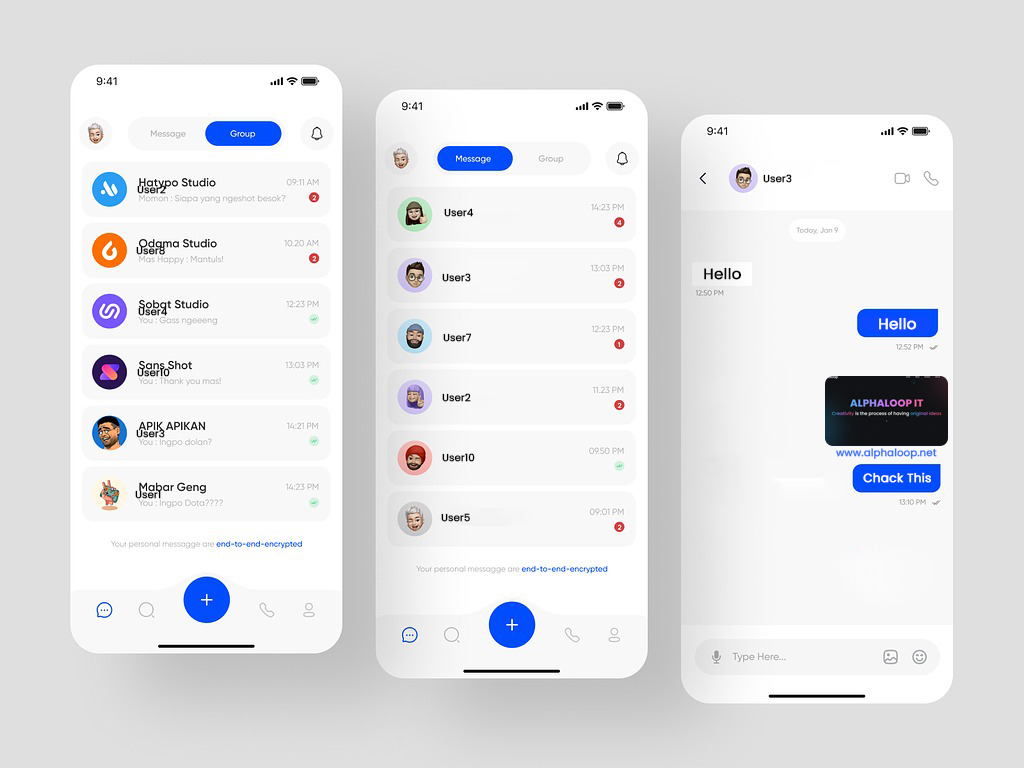 9:41
Message
Group
Hatypo Studio
09:11 AM
User2
Momon : Siapa yang ngeshot besok?
2
Odama Studio
10.20 AM
User8
Mas Happy : Mantuls!
2
Sobat Studio
12:23 PM
User4
You : Gass ngeeeng
Sans Shot
13:03 PM
User10
You : Thank you mas!
APIK APIKAN
14:21 PM
User3
You : Ingpo dolan?
Mabar Geng
14:23 PM
User1
You : Ingpo Dota????
Your personal messagge are end-to-end-encrypted
9:41
Message
Group
User4
14:23 PM
4
User3
13:03 PM
2
User7
12:23 PM
1
User2
11.23 PM
2
User10
09.50 PM
User5
09:01 PM
2
Your personal messagge are end-to-end-encrypted
9:41
User3
Today, Jan 9
Hello
12:50 PM
Hello
12:52 PM
ALPHALOOP IT
Creativity is the process of having original ideas
www.alphaloop.net
Chack This
13:10 PM
Type Here...